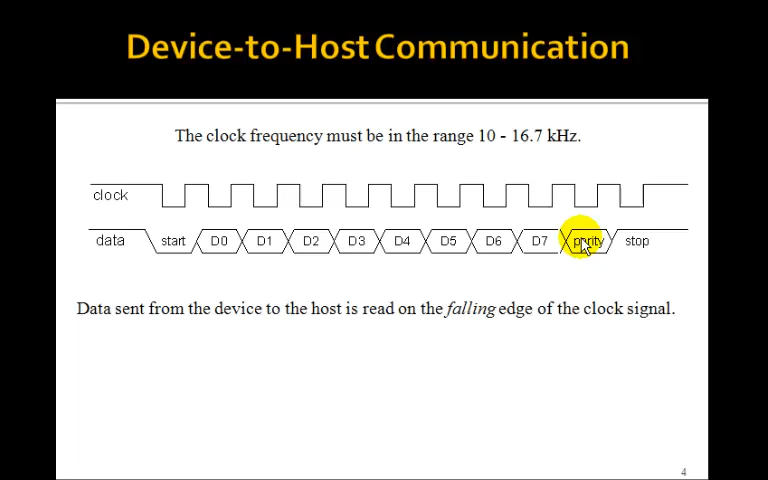 Device-to-Host Communication
The clock frequency must be in the range 10 - 16.7 kHz.
clock
data start D0 D1 D2 D3 D4 D5 D6 D7 parity stop
Data sent from the device to the host is read on the falling edge of the clock signal.
4